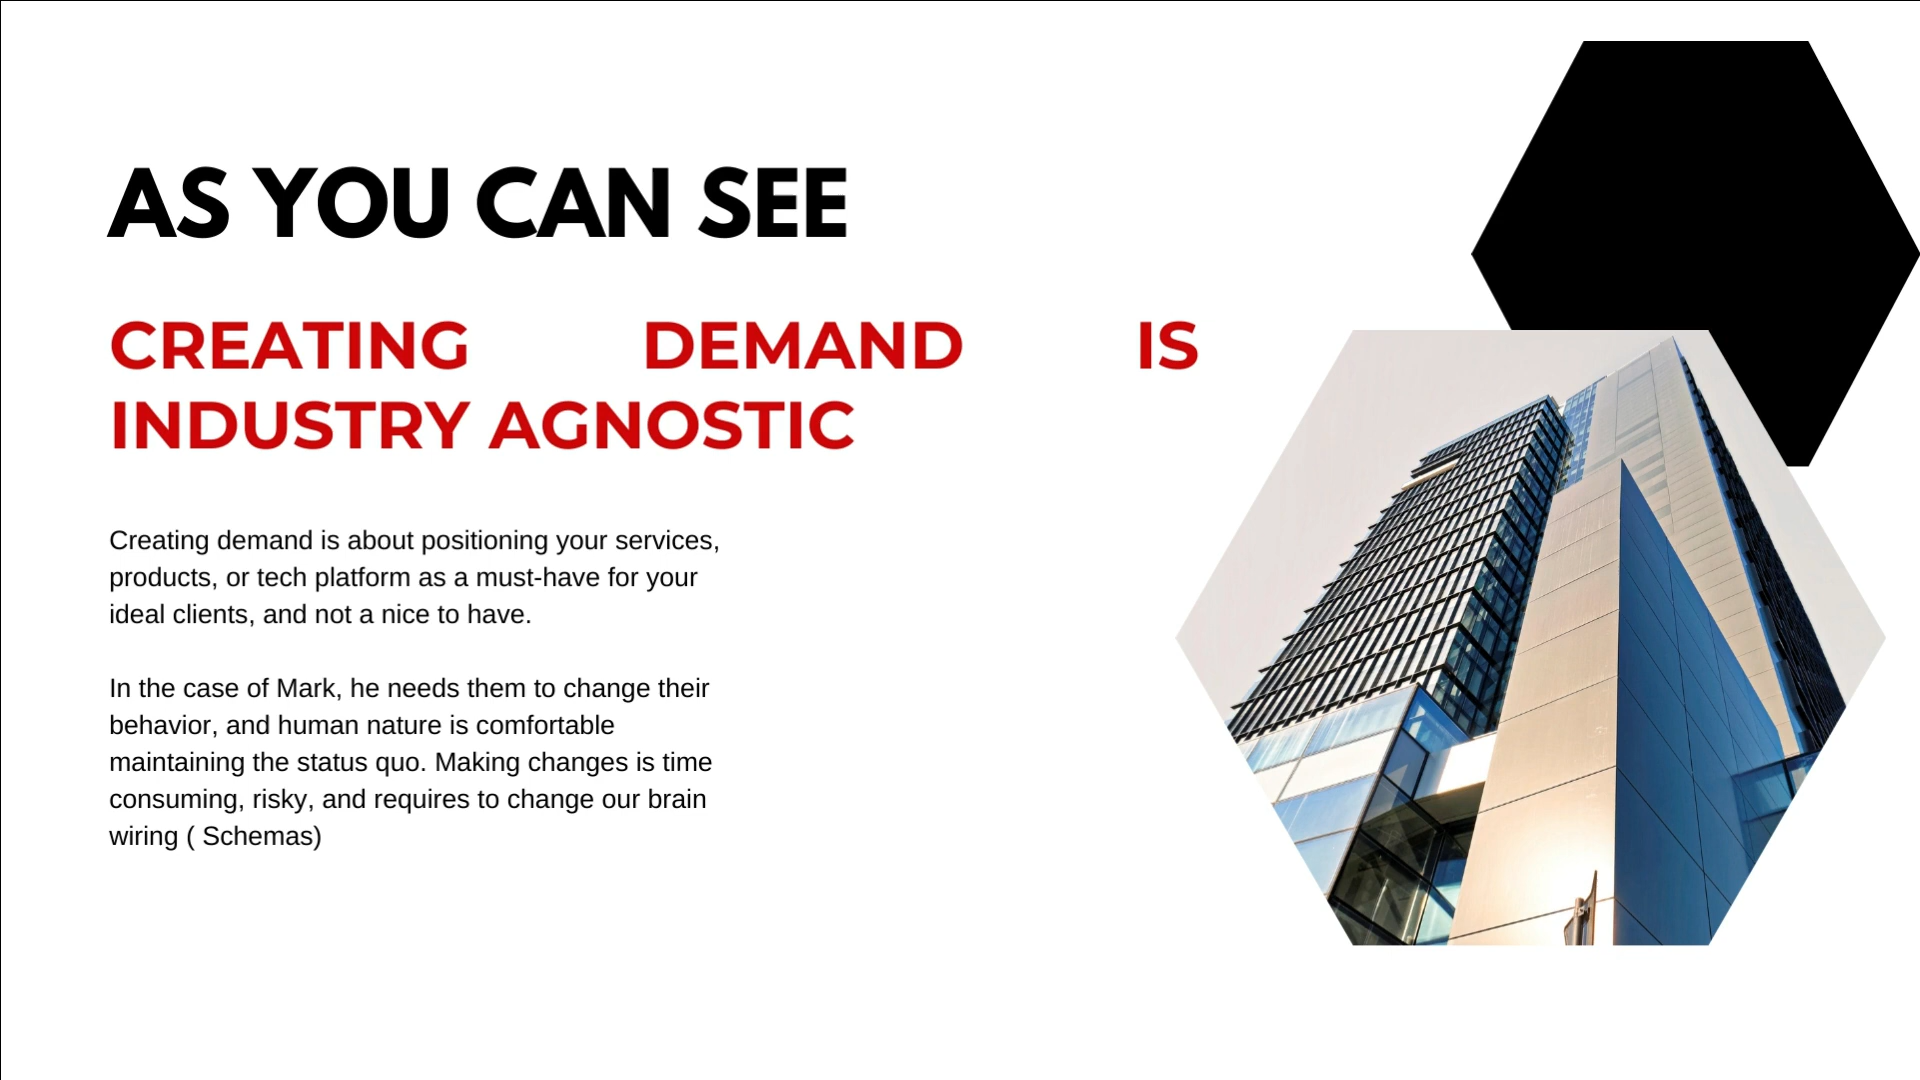 AS YOU CAN SEE
CREATING DEMAND IS
INDUSTRY AGNOSTIC
Creating demand is about positioning your services,
products, or tech platform as a must-have for your
ideal clients, and not a nice to have.
In the case of Mark, he needs them to change their
behavior, and human nature is comfortable
maintaining the status quo. Making changes is time
consuming, risky, and requires to change our brain
wiring ( Schemas)